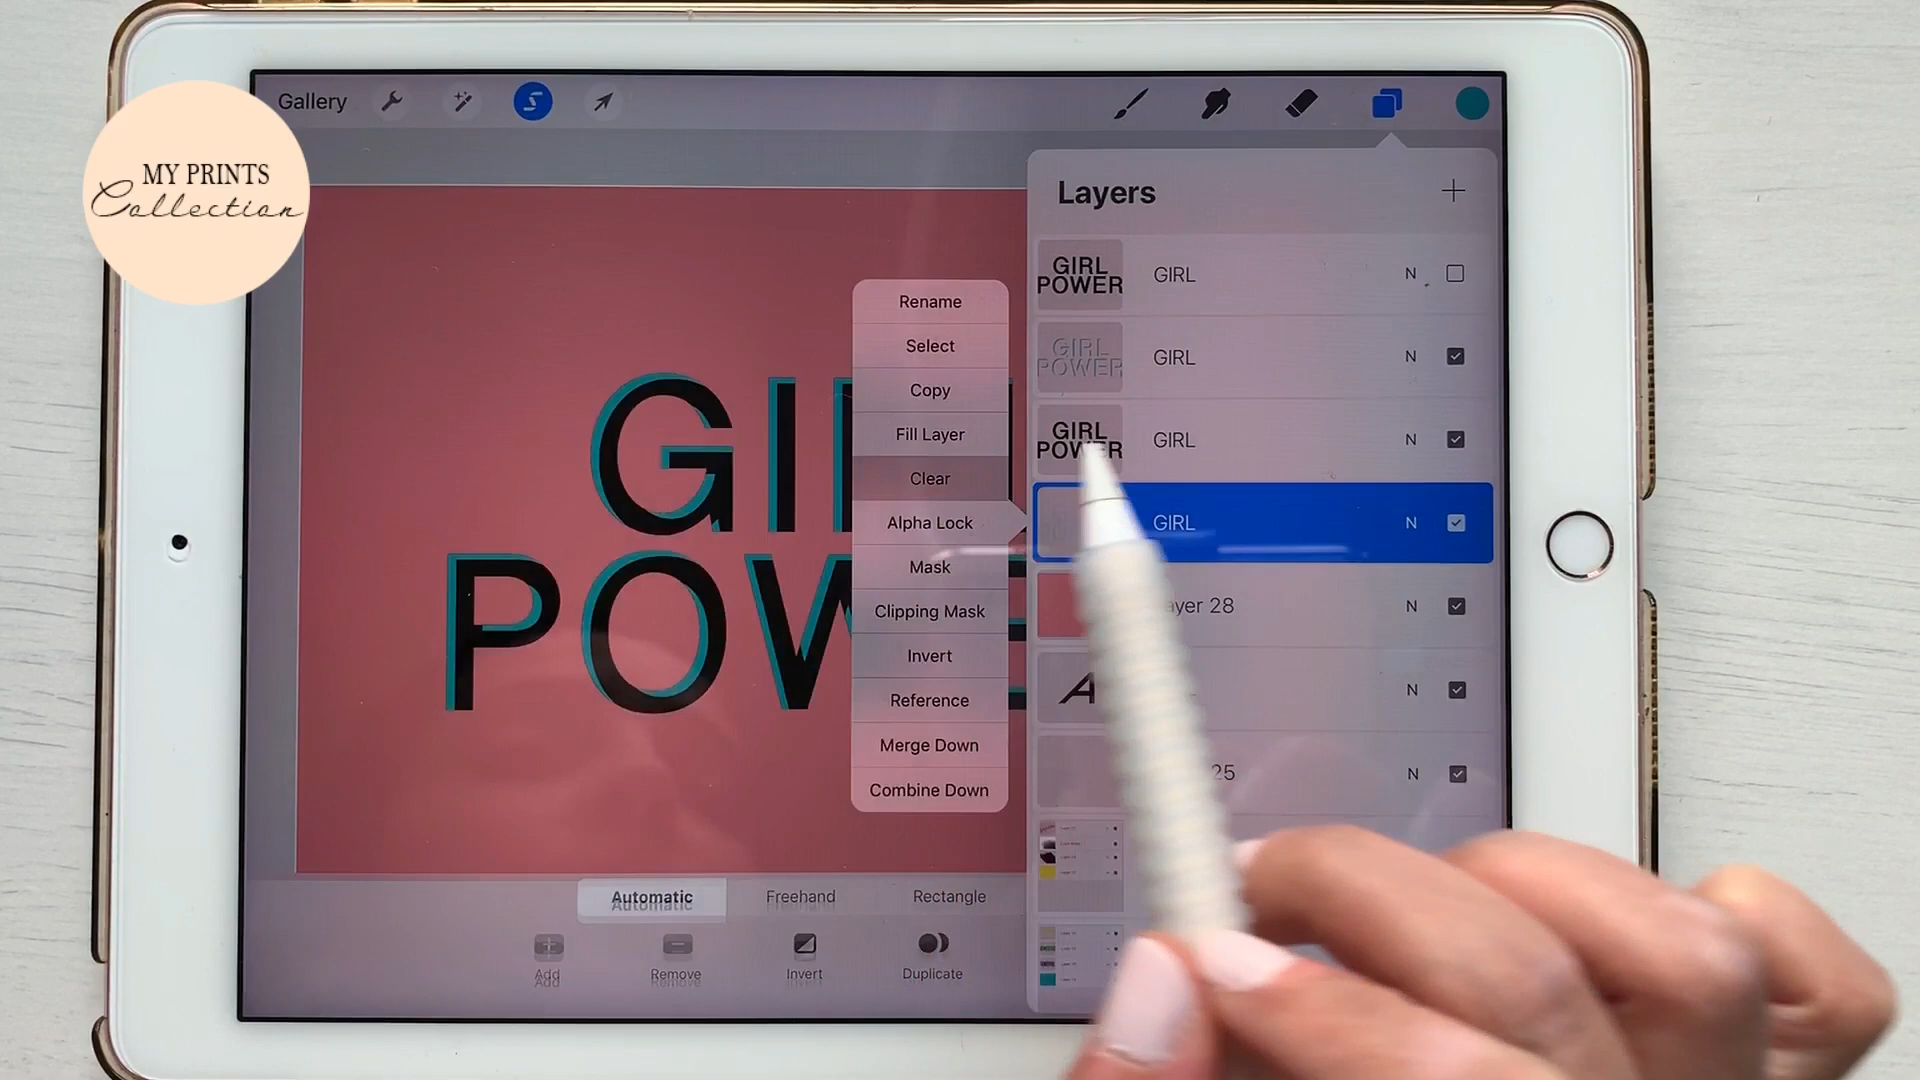 MY PRINTS
Collection
Gallery
Layers
GIRL
POWER
GIRL N
GIRL
POWER
GIRL N
GIRL
POWER
GIRL N
GIRL N
ayer 28 N
A
N
25 N
Rename
Select
Copy
Fill Layer
Clear
Alpha Lock
Mask
Clipping Mask
Invert
Reference
Merge Down
Combine Down
GI
POW
Automatic
Freehand
Rectangle
Add
Remove
Invert
Duplicate